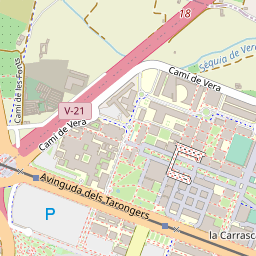 18
Séquia de Vera
Camí de les Fonts
Camí de Vera
V-21
Camí de Vera
Avinguda dels Tarongers
P
la Carrasc